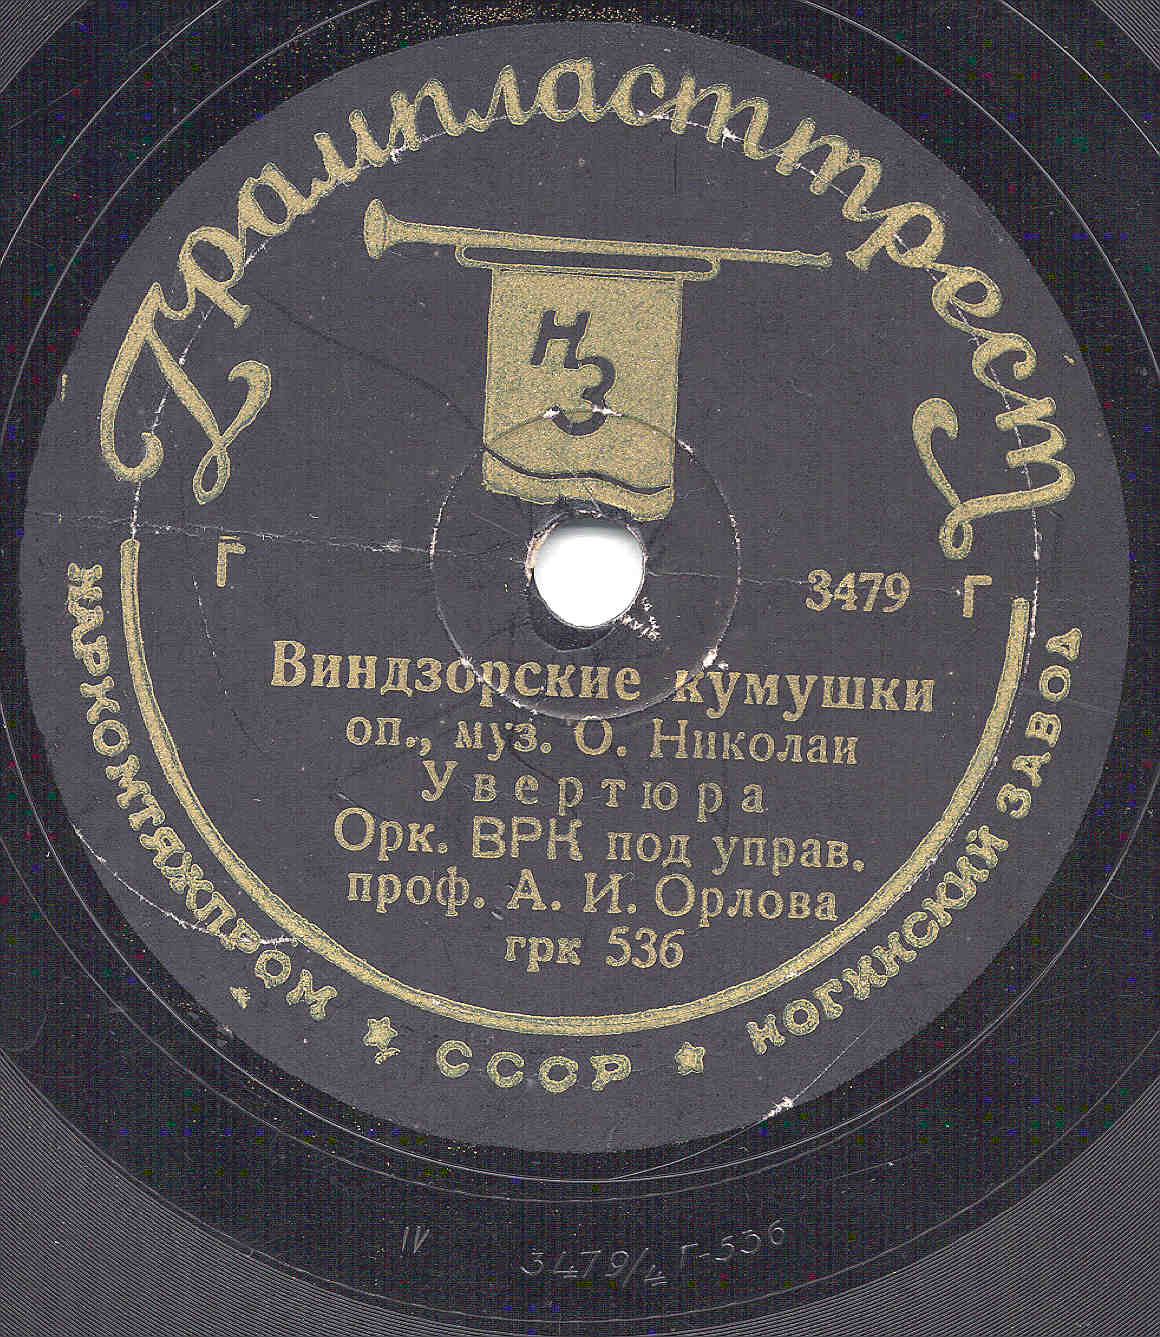 Грампласттрест
НЗ
Г
3479 Г
Виндзорские кумушки
оп., муз. О. Николаи
Увертюра
Орк. ВРК под управ.
проф. А. И. Орлова
грк 536
НАРКОМТЯЖПРОМ ★ СССР ★ НОГИНСКИЙ ЗАВОД
IV 3479/4 Г-536